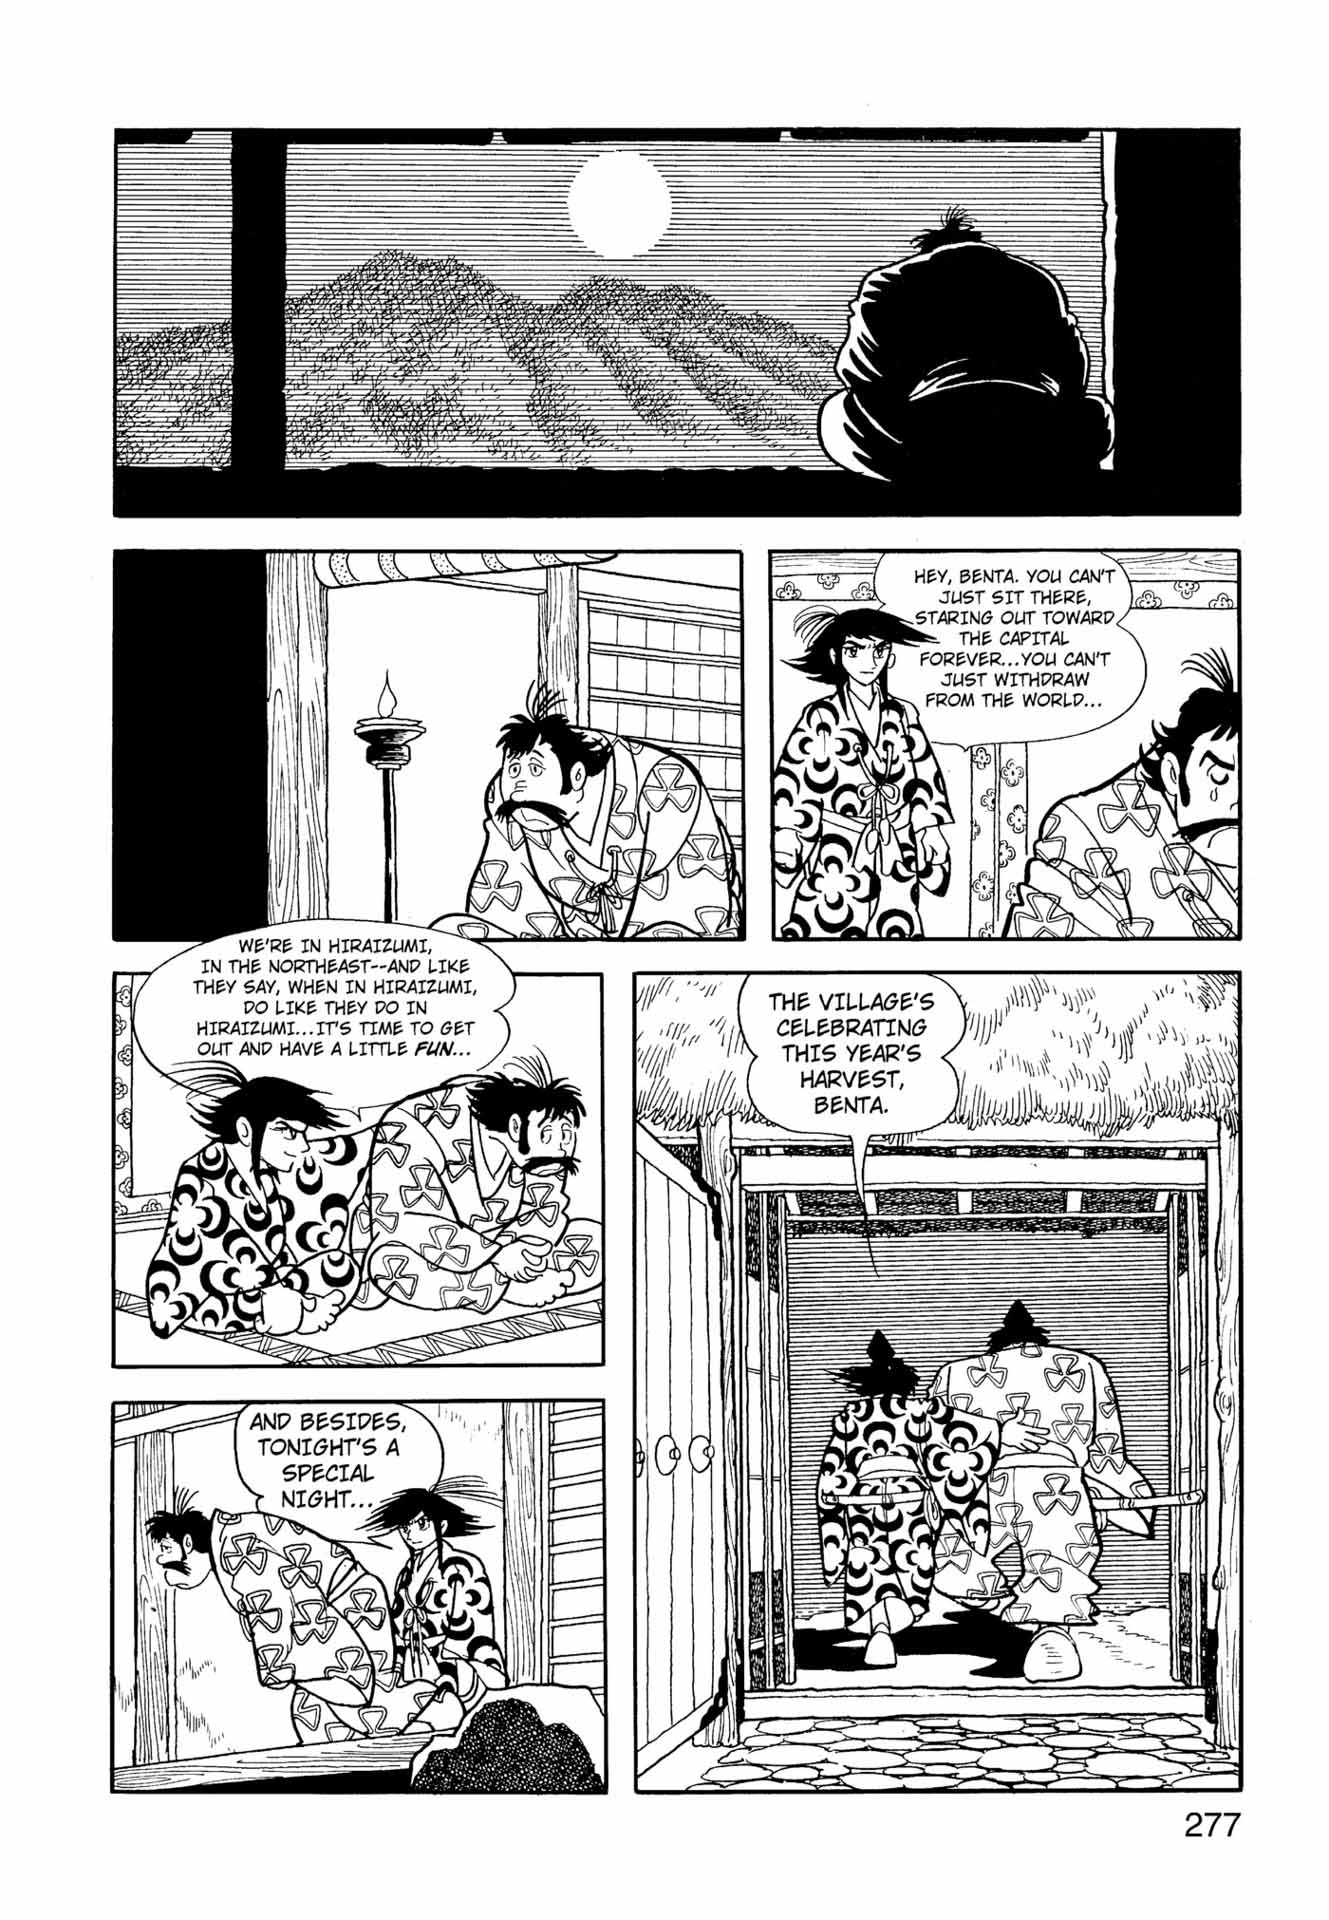 HEY, BENTA. YOU CAN'T
JUST SIT THERE,
STARING OUT TOWARD
THE CAPITAL
FOREVER...YOU CAN'T
JUST WITHDRAW
FROM THE WORLD...
WE'RE IN HIRAIZUMI,
IN THE NORTHEAST--AND LIKE
THEY SAY, WHEN IN HIRAIZUMI,
DO LIKE THEY DO IN
HIRAIZUMI...IT'S TIME TO GET
OUT AND HAVE A LITTLE FUN...
AND BESIDES,
TONIGHT'S A
SPECIAL
NIGHT...
THE VILLAGE'S
CELEBRATING
THIS YEAR'S
HARVEST,
BENTA.
277